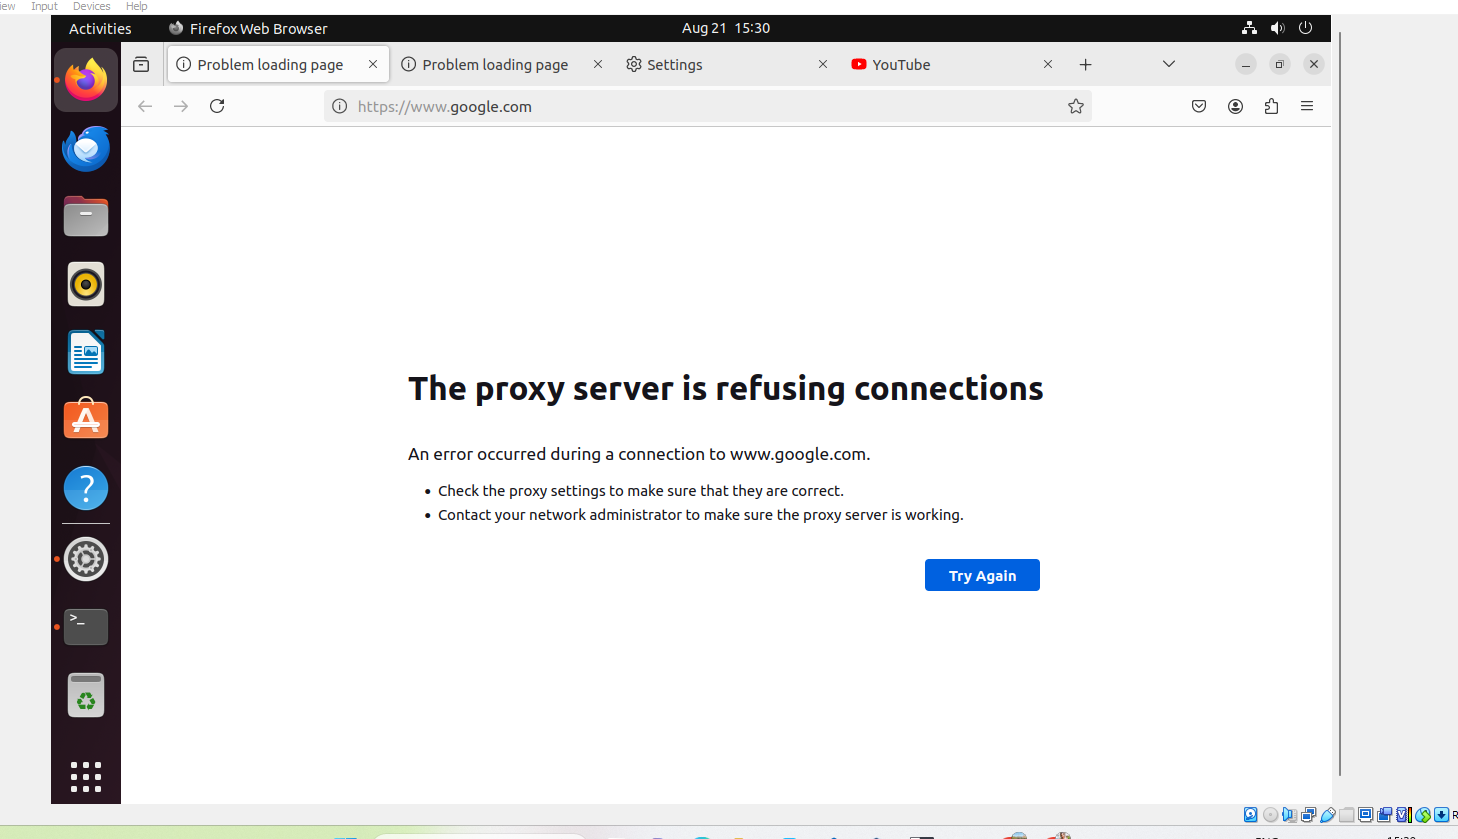 Input Devices Help
Activities Firefox Web Browser Aug 21 15:30
Problem loading page Problem loading page Settings YouTube
https://www.google.com
The proxy server is refusing connections
An error occurred during a connection to www.google.com.
• Check the proxy settings to make sure that they are correct.
• Contact your network administrator to make sure the proxy server is working.
Try Again